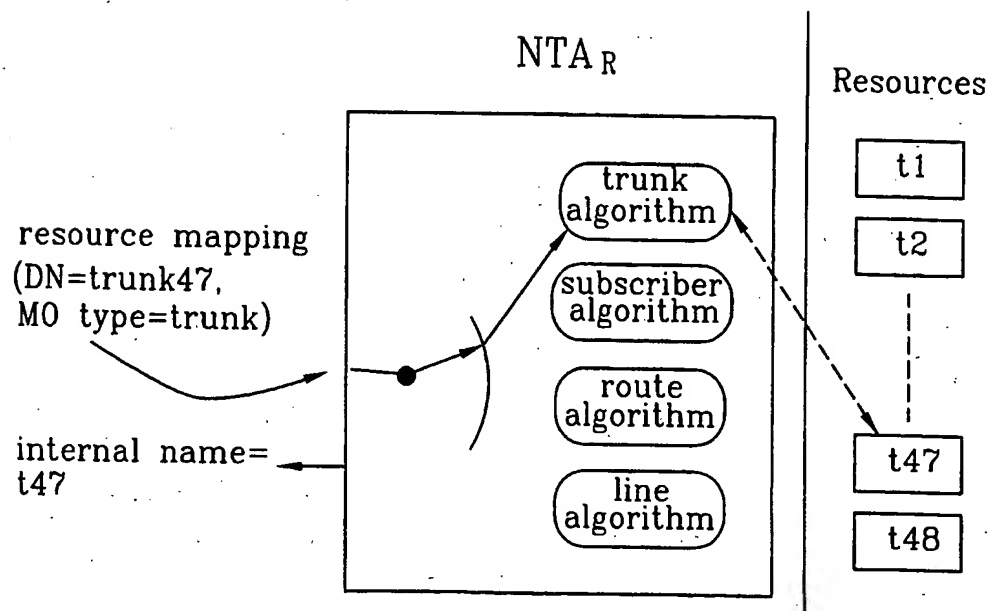 NTA R
Resources
trunk
algorithm
t1
t2
resource mapping
(DN=trunk47,
MO type=trunk)
subscriber
algorithm
route
algorithm
internal name=
t47
t47
line
algorithm
t48